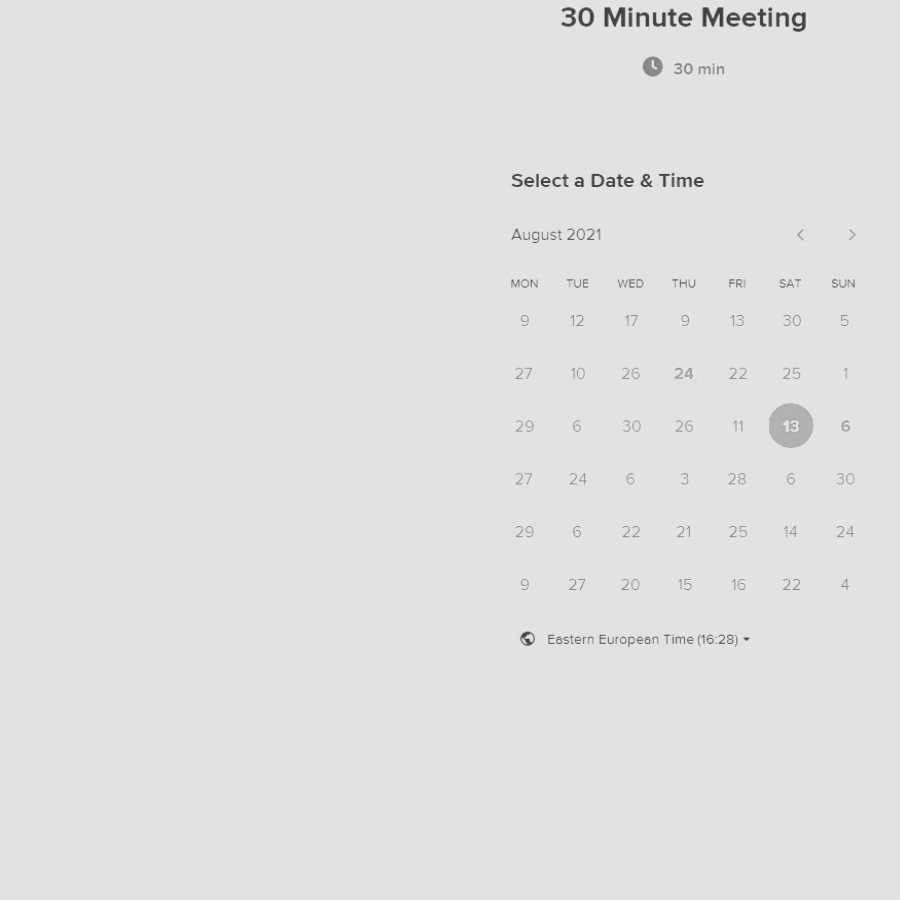 30 Minute Meeting
30 min
Select a Date & Time
August 2021
MON TUE WED THU FRI SAT SUN
9 12 17 9 13 30 5
27 10 26 24 22 25 1
29 6 30 26 11 13 6
27 24 6 3 28 6 30
29 6 22 21 25 14 24
9 27 20 15 16 22 4
Eastern European Time (16:28)